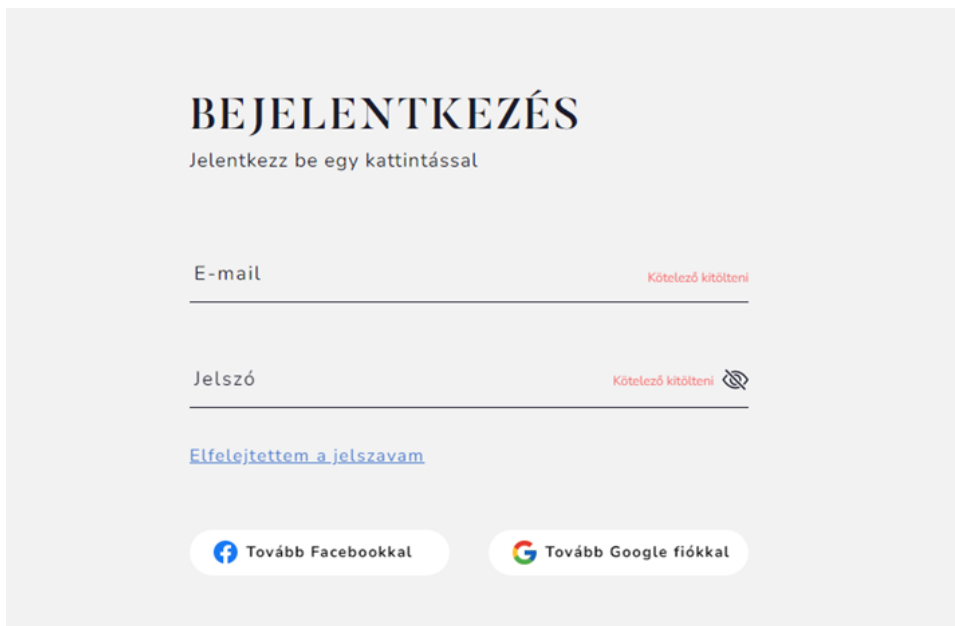 BEJELENTKEZÉS
Jelentkezz be egy kattintással
E-mail
Kötelező kitölteni
Jelszó
Kötelező kitölteni
Elfelejtettem a jelszavam
Tovább Facebookkal
Tovább Google fiókkal